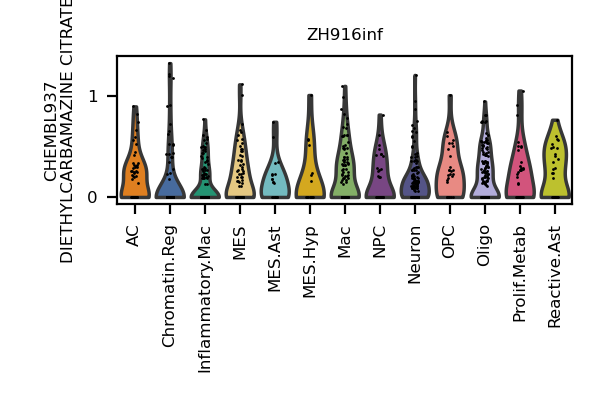 ZH916inf
CHEMBL937
DIETHYLCARBAMAZINE CITRATE
1
0
AC
Chromatin.Reg
Inflammatory.Mac
MES
MES.Ast
MES.Hyp
Mac
NPC
Neuron
OPC
Oligo
Prolif.Metab
Reactive.Ast